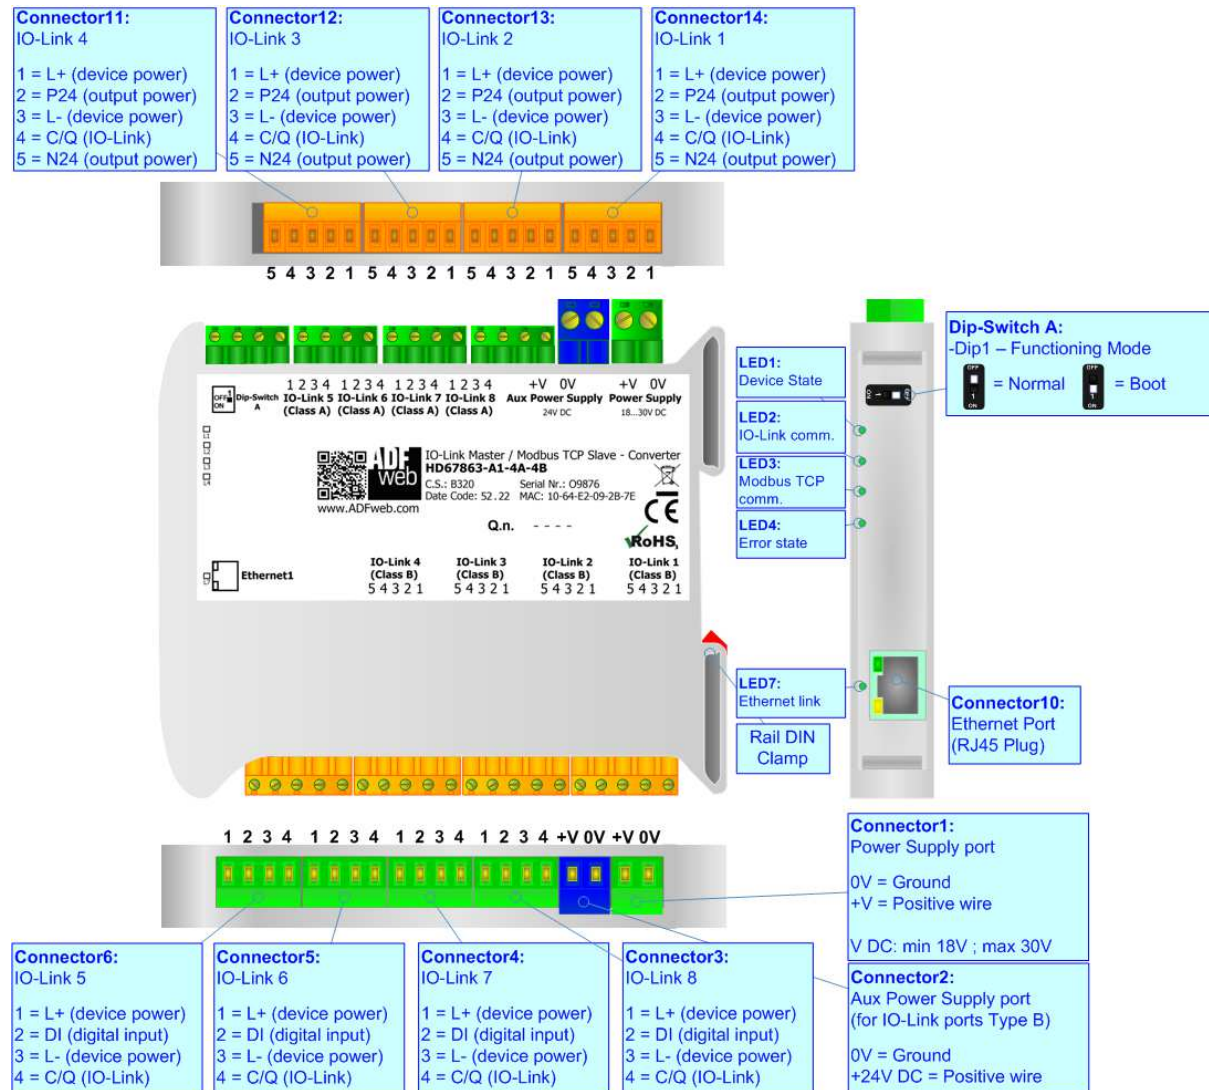 Connector11:
IO-Link 4
1 = L+ (device power)
2 = P24 (output power)
3 = L- (device power)
4 = C/Q (IO-Link)
5 = N24 (output power)
Connector12:
IO-Link 3
1 = L+ (device power)
2 = P24 (output power)
3 = L- (device power)
4 = C/Q (IO-Link)
5 = N24 (output power)
Connector13:
IO-Link 2
1 = L+ (device power)
2 = P24 (output power)
3 = L- (device power)
4 = C/Q (IO-Link)
5 = N24 (output power)
Connector14:
IO-Link 1
1 = L+ (device power)
2 = P24 (output power)
3 = L- (device power)
4 = C/Q (IO-Link)
5 = N24 (output power)
5 4 3 2 1 5 4 3 2 1 5 4 3 2 1 5 4 3 2 1
OFF 1
ON
Dip-Switch
A
1 2 3 4
IO-Link 5
(Class A)
1 2 3 4
IO-Link 6
(Class A)
1 2 3 4
IO-Link 7
(Class A)
1 2 3 4
IO-Link 8
(Class A)
+V 0V
Aux Power Supply
24V DC
+V 0V
Power Supply
18...30V DC
L1
L2
L3
L4
ADF
web
www.ADFweb.com
IO-Link Master / Modbus TCP Slave - Converter
HD67863-A1-4A-4B
C.S.: B320 Serial Nr.: O9876
Date Code: 52.22 MAC: 10-64-E2-09-2B-7E
CE
Q.n. - - - -
RoHS
L7
Ethernet1
IO-Link 4
(Class B)
5 4 3 2 1
IO-Link 3
(Class B)
5 4 3 2 1
IO-Link 2
(Class B)
5 4 3 2 1
IO-Link 1
(Class B)
5 4 3 2 1
LED1:
Device State
LED2:
IO-Link comm.
LED3:
Modbus TCP
comm.
LED4:
Error state
LED7:
Ethernet link
Rail DIN
Clamp
Dip-Switch A:
-Dip1 – Functioning Mode
OFF
1
ON
= Normal
OFF
1
ON
= Boot
Connector10:
Ethernet Port
(RJ45 Plug)
1 2 3 4 1 2 3 4 1 2 3 4 1 2 3 4 +V 0V +V 0V
Connector1:
Power Supply port
0V = Ground
+V = Positive wire
V DC: min 18V ; max 30V
Connector2:
Aux Power Supply port
(for IO-Link ports Type B)
0V = Ground
+24V DC = Positive wire
Connector6:
IO-Link 5
1 = L+ (device power)
2 = DI (digital input)
3 = L- (device power)
4 = C/Q (IO-Link)
Connector5:
IO-Link 6
1 = L+ (device power)
2 = DI (digital input)
3 = L- (device power)
4 = C/Q (IO-Link)
Connector4:
IO-Link 7
1 = L+ (device power)
2 = DI (digital input)
3 = L- (device power)
4 = C/Q (IO-Link)
Connector3:
IO-Link 8
1 = L+ (device power)
2 = DI (digital input)
3 = L- (device power)
4 = C/Q (IO-Link)